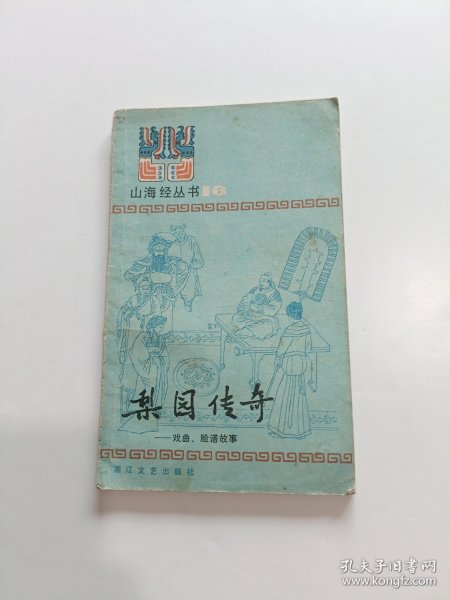 山海经丛书 16
梨园传奇
——戏曲、脸谱故事
浙江文艺出版社
孔夫子旧书网
www.kongfz.com